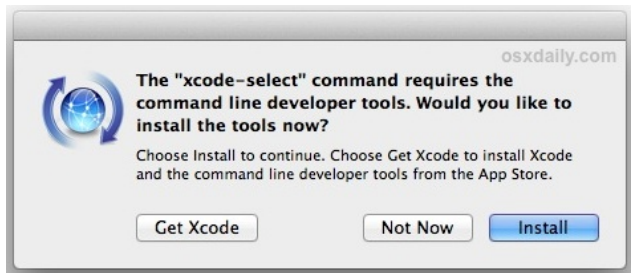 osxdaily.com
The "xcode-select" command requires the
command line developer tools. Would you like to
install the tools now?
Choose Install to continue. Choose Get Xcode to install Xcode
and the command line developer tools from the App Store.
Get Xcode
Not Now
Install